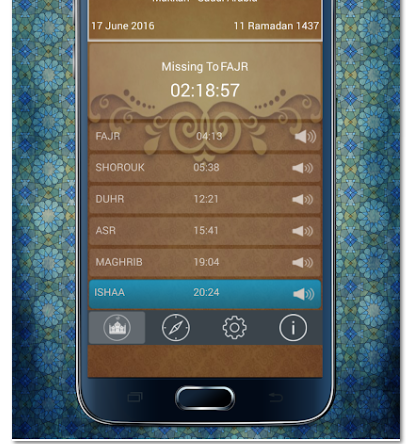 Makkah - Saudi Arabia
17 June 2016 11 Ramadan 1437
Missing To FAJR
02:18:57
FAJR 04:13
SHOROUK 05:38
DUHR 12:21
ASR 15:41
MAGHRIB 19:04
ISHAA 20:24